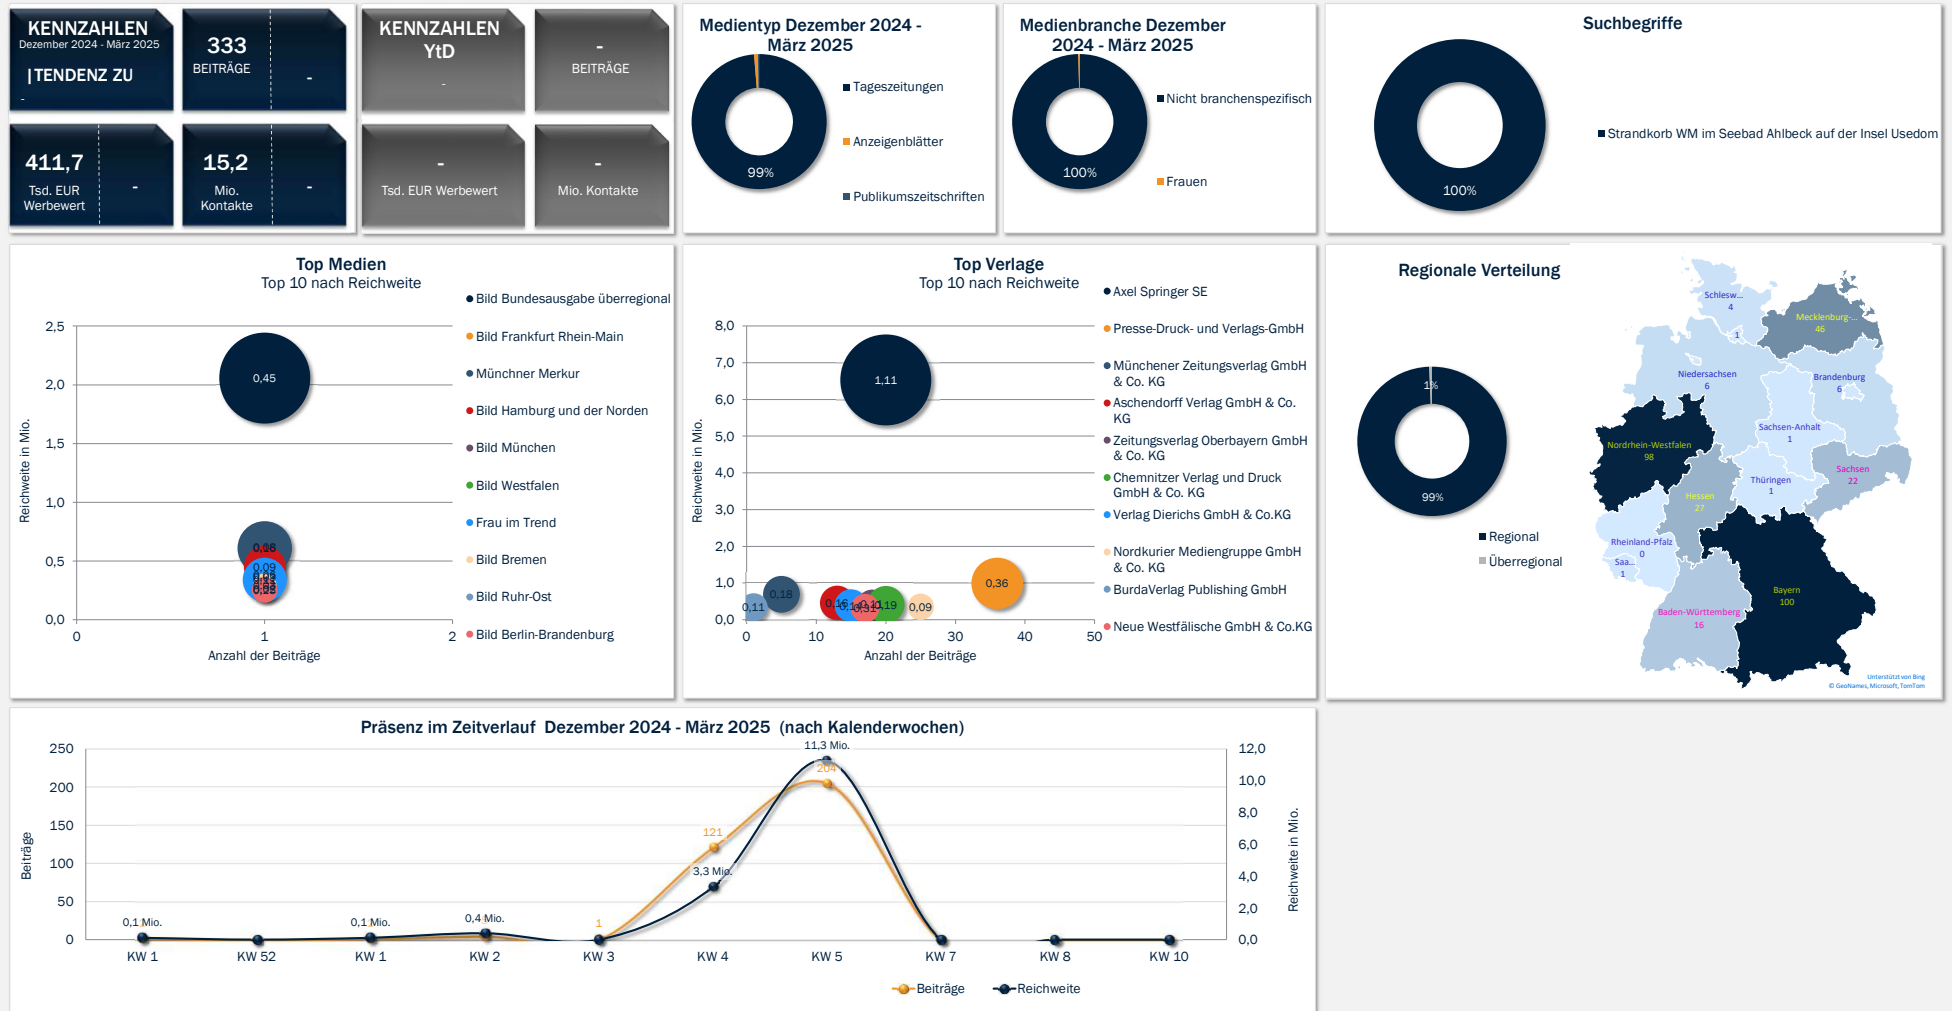 KENNZAHLEN
Dezember 2024 - März 2025
|TENDENZ ZU
-
333
BEITRÄGE
-
411,7
Tsd. EUR
Werbewert
-
15,2
Mio.
Kontakte
-
KENNZAHLEN
YtD
-
-
BEITRÄGE
-
Tsd. EUR Werbewert
-
Mio. Kontakte
Medientyp Dezember 2024 -
März 2025
99%
Tageszeitungen
Anzeigenblätter
Publikumszeitschriften
Medienbranche Dezember
2024 - März 2025
100%
Nicht branchenspezifisch
Frauen
Suchbegriffe
100%
Strandkorb WM im Seebad Ahlbeck auf der Insel Usedom
Top Medien
Top 10 nach Reichweite
Reichweite in Mio.
2,5
2,0
1,5
1,0
0,5
0,0
0,45
0,09
0 1 2
Anzahl der Beiträge
Bild Bundesausgabe überregional
Bild Frankfurt Rhein-Main
Münchner Merkur
Bild Hamburg und der Norden
Bild München
Bild Westfalen
Frau im Trend
Bild Bremen
Bild Ruhr-Ost
Bild Berlin-Brandenburg
Top Verlage
Top 10 nach Reichweite
Reichweite in Mio.
8,0
7,0
6,0
5,0
4,0
3,0
2,0
1,0
0,0
1,11
0,36
0,11
0,18
0,16
0,19
0,09
0 10 20 30 40 50
Anzahl der Beiträge
Axel Springer SE
Presse-Druck- und Verlags-GmbH
Münchener Zeitungsverlag GmbH
& Co. KG
Aschendorff Verlag GmbH & Co.
KG
Zeitungsverlag Oberbayern GmbH
& Co. KG
Chemnitzer Verlag und Druck
GmbH & Co. KG
Verlag Dierichs GmbH & Co.KG
Nordkurier Mediengruppe GmbH
& Co. KG
BurdaVerlag Publishing GmbH
Neue Westfälische GmbH & Co.KG
Regionale Verteilung
1%
99%
Regional
Überregional
Schlesw...
4
1
Mecklenburg-...
46
Niedersachsen
6
Brandenburg
6
Sachsen-Anhalt
1
Nordrhein-Westfalen
98
Sachsen
22
Thüringen
1
Hessen
27
Rheinland-Pfalz
0
Saa...
1
Bayern
100
Baden-Württemberg
16
Unterstützt von Bing
© GeoNames, Microsoft, TomTom
Präsenz im Zeitverlauf Dezember 2024 - März 2025 (nach Kalenderwochen)
Beiträge
250
200
150
100
50
0
0,1 Mio.
0,1 Mio.
0,4 Mio.
1
121
3,3 Mio.
11,3 Mio.
204
12,0
10,0
8,0
6,0
4,0
2,0
0,0
Reichweite in Mio.
KW 1 KW 52 KW 1 KW 2 KW 3 KW 4 KW 5 KW 7 KW 8 KW 10
Beiträge Reichweite